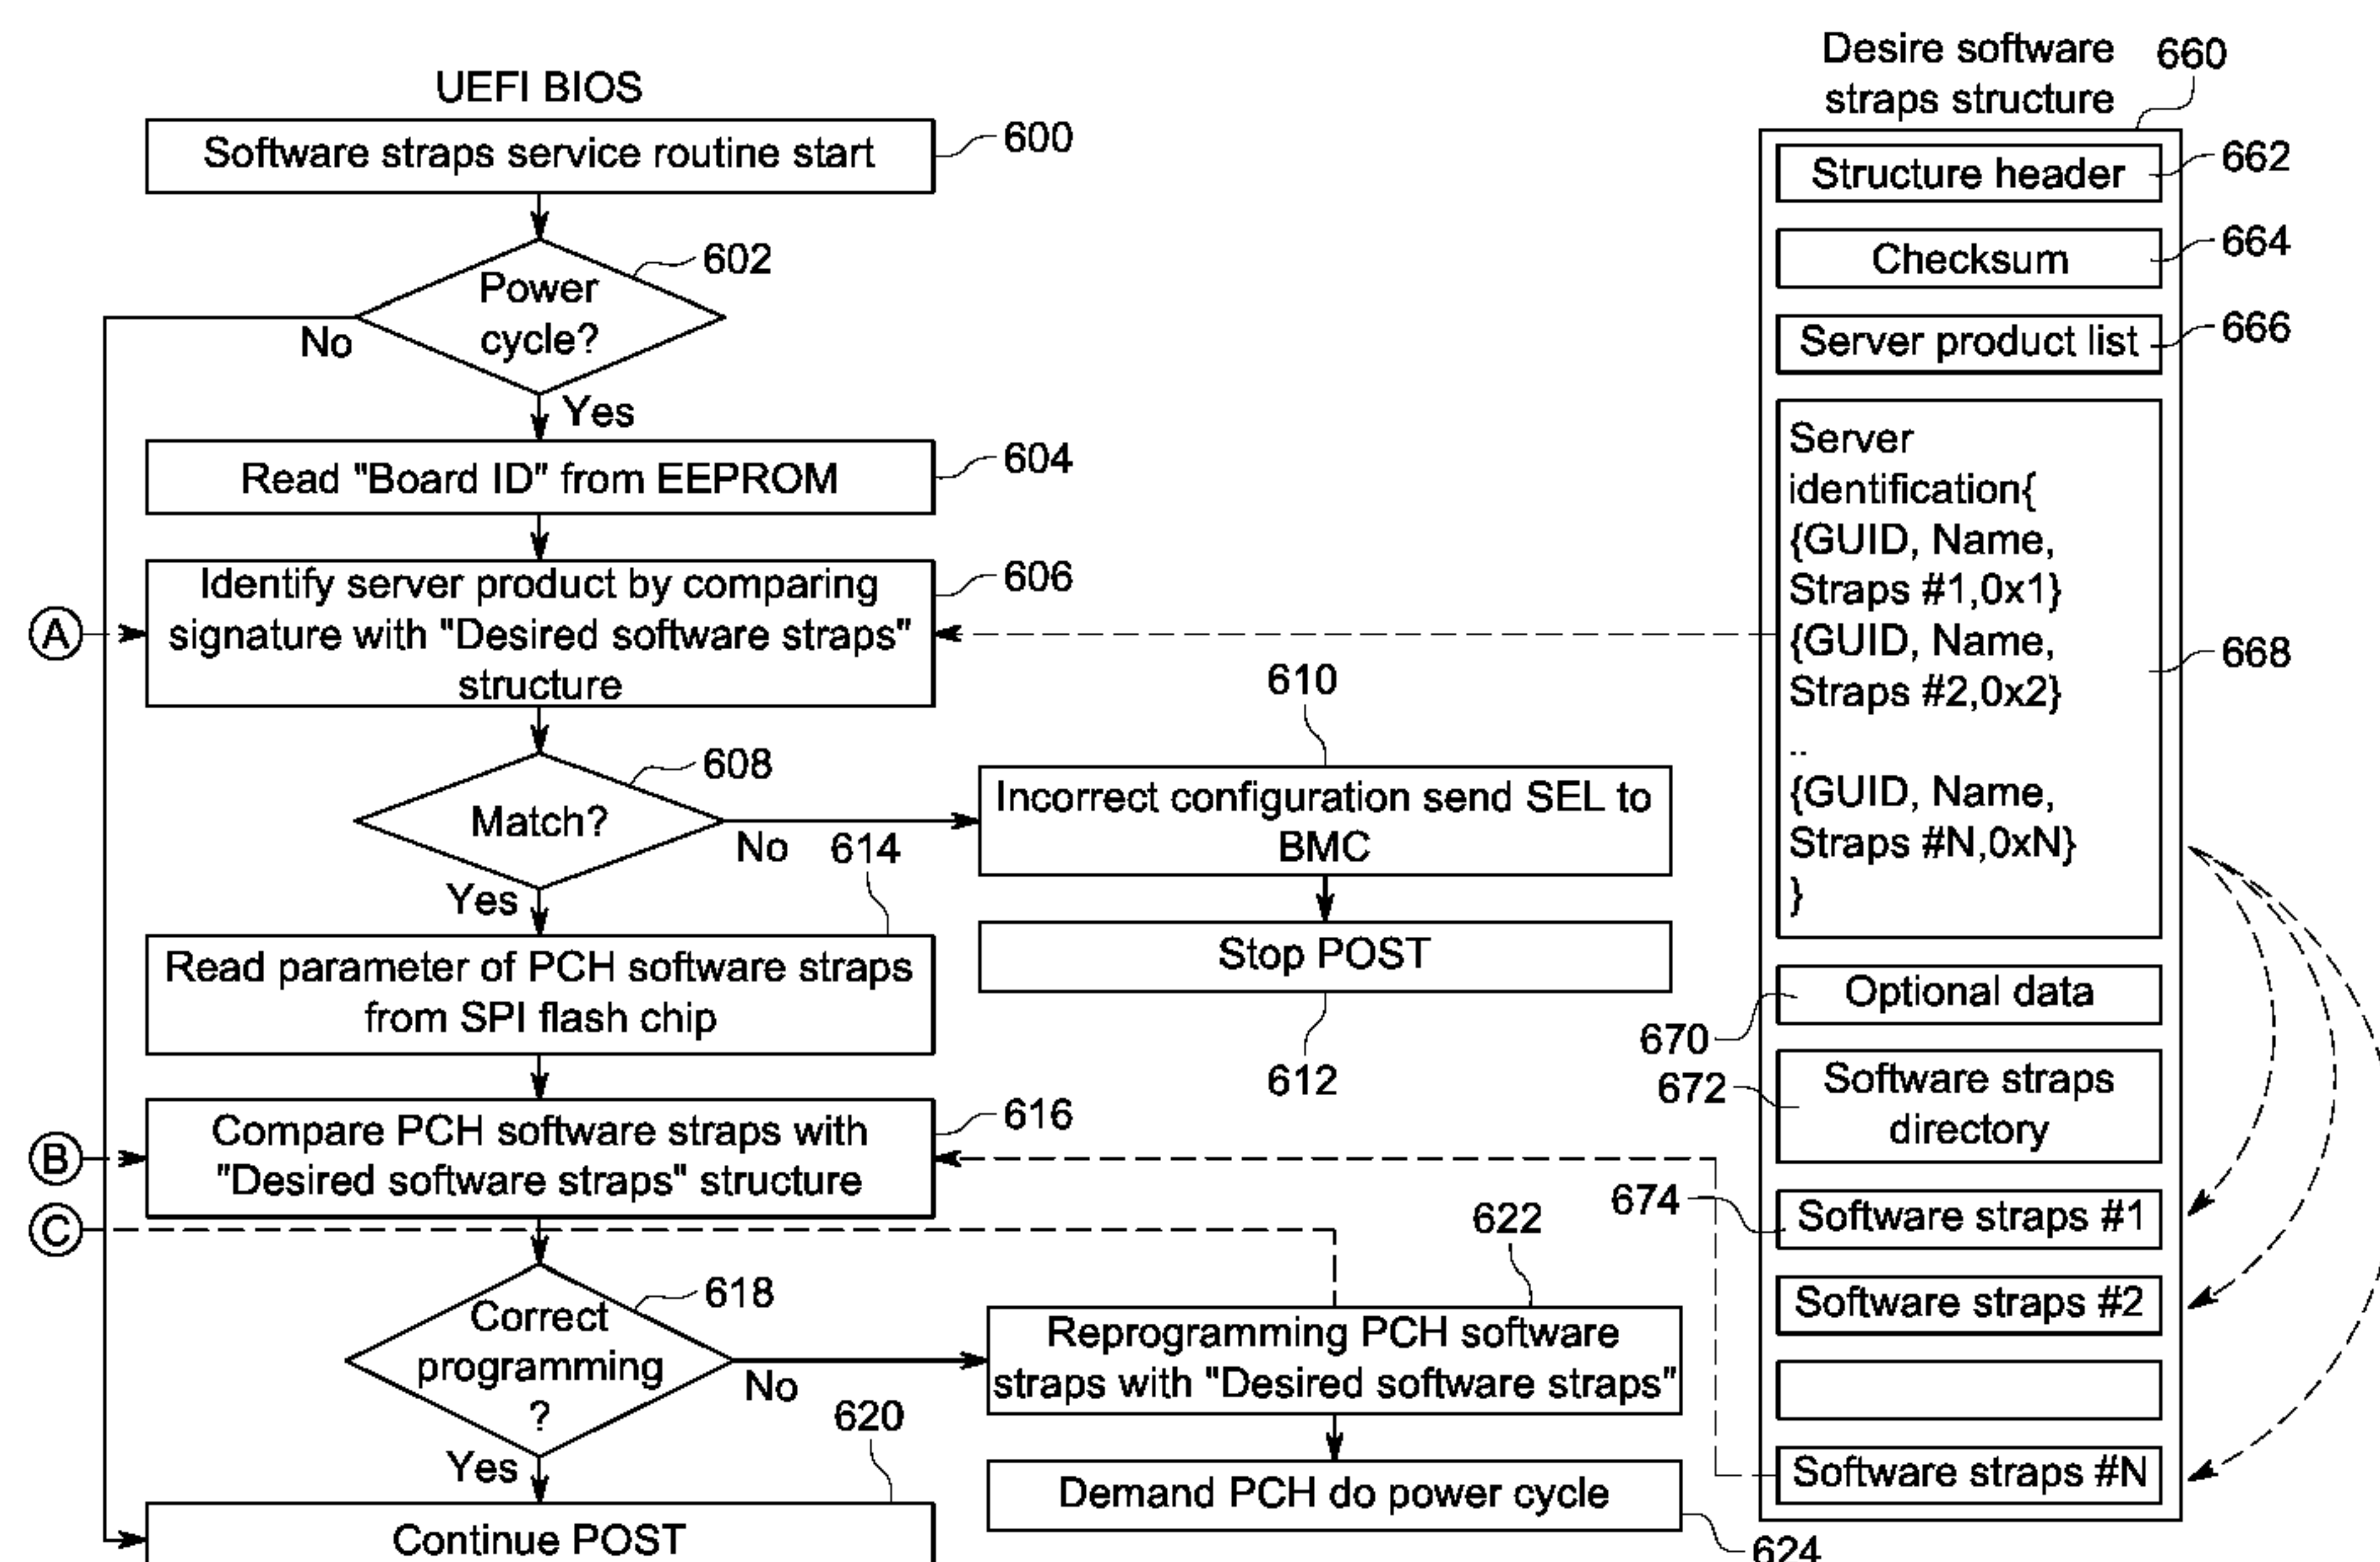 UEFI BIOS
Software straps service routine start
600
Power
cycle?
602
No
Yes
Read "Board ID" from EEPROM
604
Identify server product by comparing
signature with "Desired software straps"
structure
606
A
Match?
608
No
Yes
610
Incorrect configuration send SEL to
BMC
Stop POST
612
614
Read parameter of PCH software straps
from SPI flash chip
Compare PCH software straps with
"Desired software straps" structure
616
B
C
Correct
programming
?
618
No
Yes
622
Reprogramming PCH software
straps with "Desired software straps"
Demand PCH do power cycle
624
620
Continue POST
Desire software
straps structure
660
Structure header
662
Checksum
664
Server product list
666
Server
identification{
{GUID, Name,
Straps #1,0x1}
{GUID, Name,
Straps #2,0x2}
..
{GUID, Name,
Straps #N,0xN}
}
668
Optional data
670
Software straps
directory
672
Software straps #1
674
Software straps #2
Software straps #N